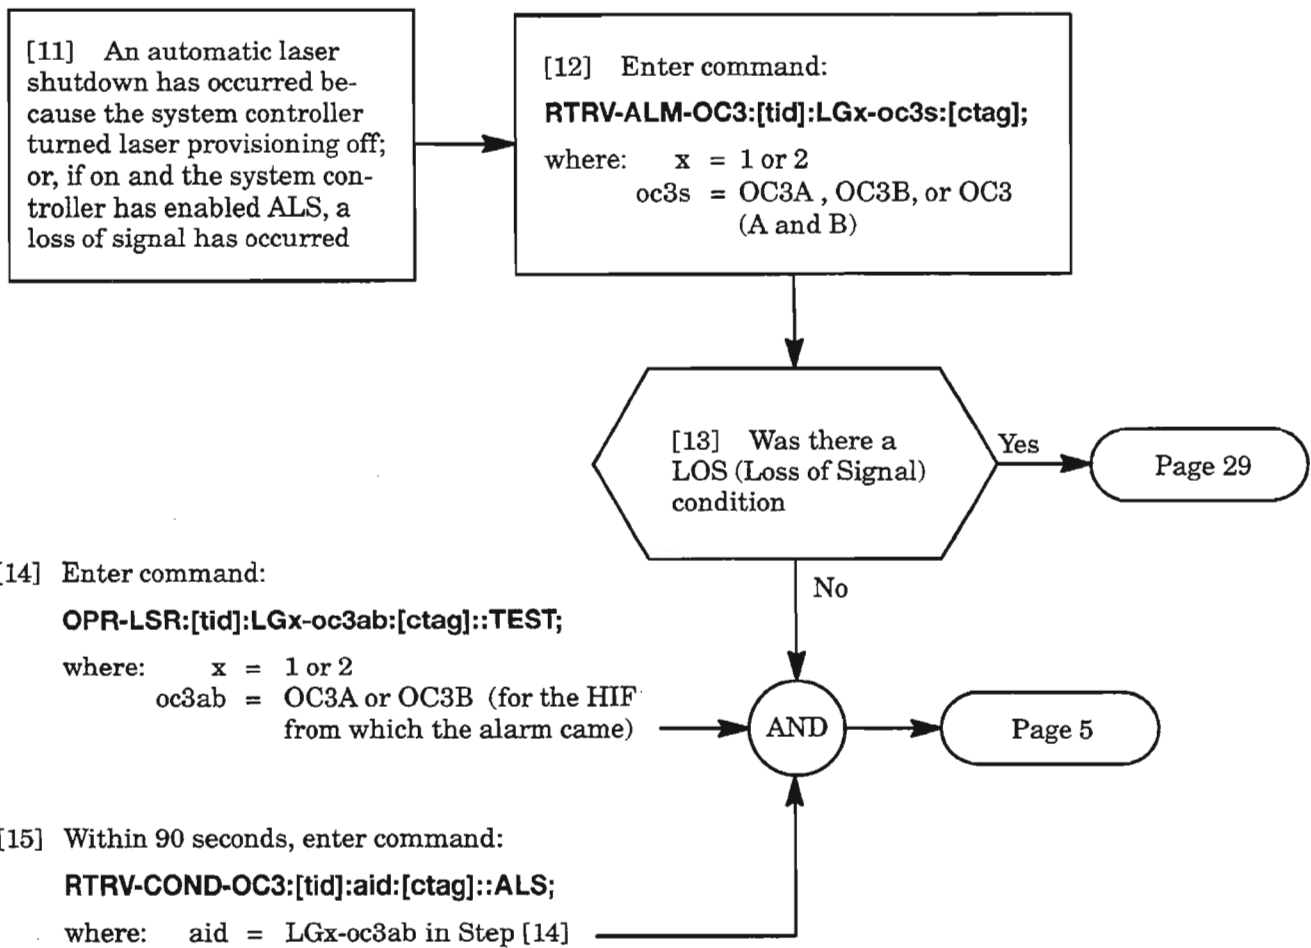 [11] An automatic laser
shutdown has occurred be-
cause the system controller
turned laser provisioning off;
or, if on and the system con-
troller has enabled ALS, a
loss of signal has occurred
[12] Enter command:
RTRV-ALM-OC3:[tid]:LGx-oc3s:[ctag];
where: x = 1 or 2
oc3s = OC3A , OC3B, or OC3
(A and B)
[13] Was there a
LOS (Loss of Signal)
condition
Yes
Page 29
No
[14] Enter command:
OPR-LSR:[tid]:LGx-oc3ab:[ctag]::TEST;
where: x = 1 or 2
oc3ab = OC3A or OC3B (for the HIF
from which the alarm came)
AND
Page 5
[15] Within 90 seconds, enter command:
RTRV-COND-OC3:[tid]:aid:[ctag]::ALS;
where: aid = LGx-oc3ab in Step [14]